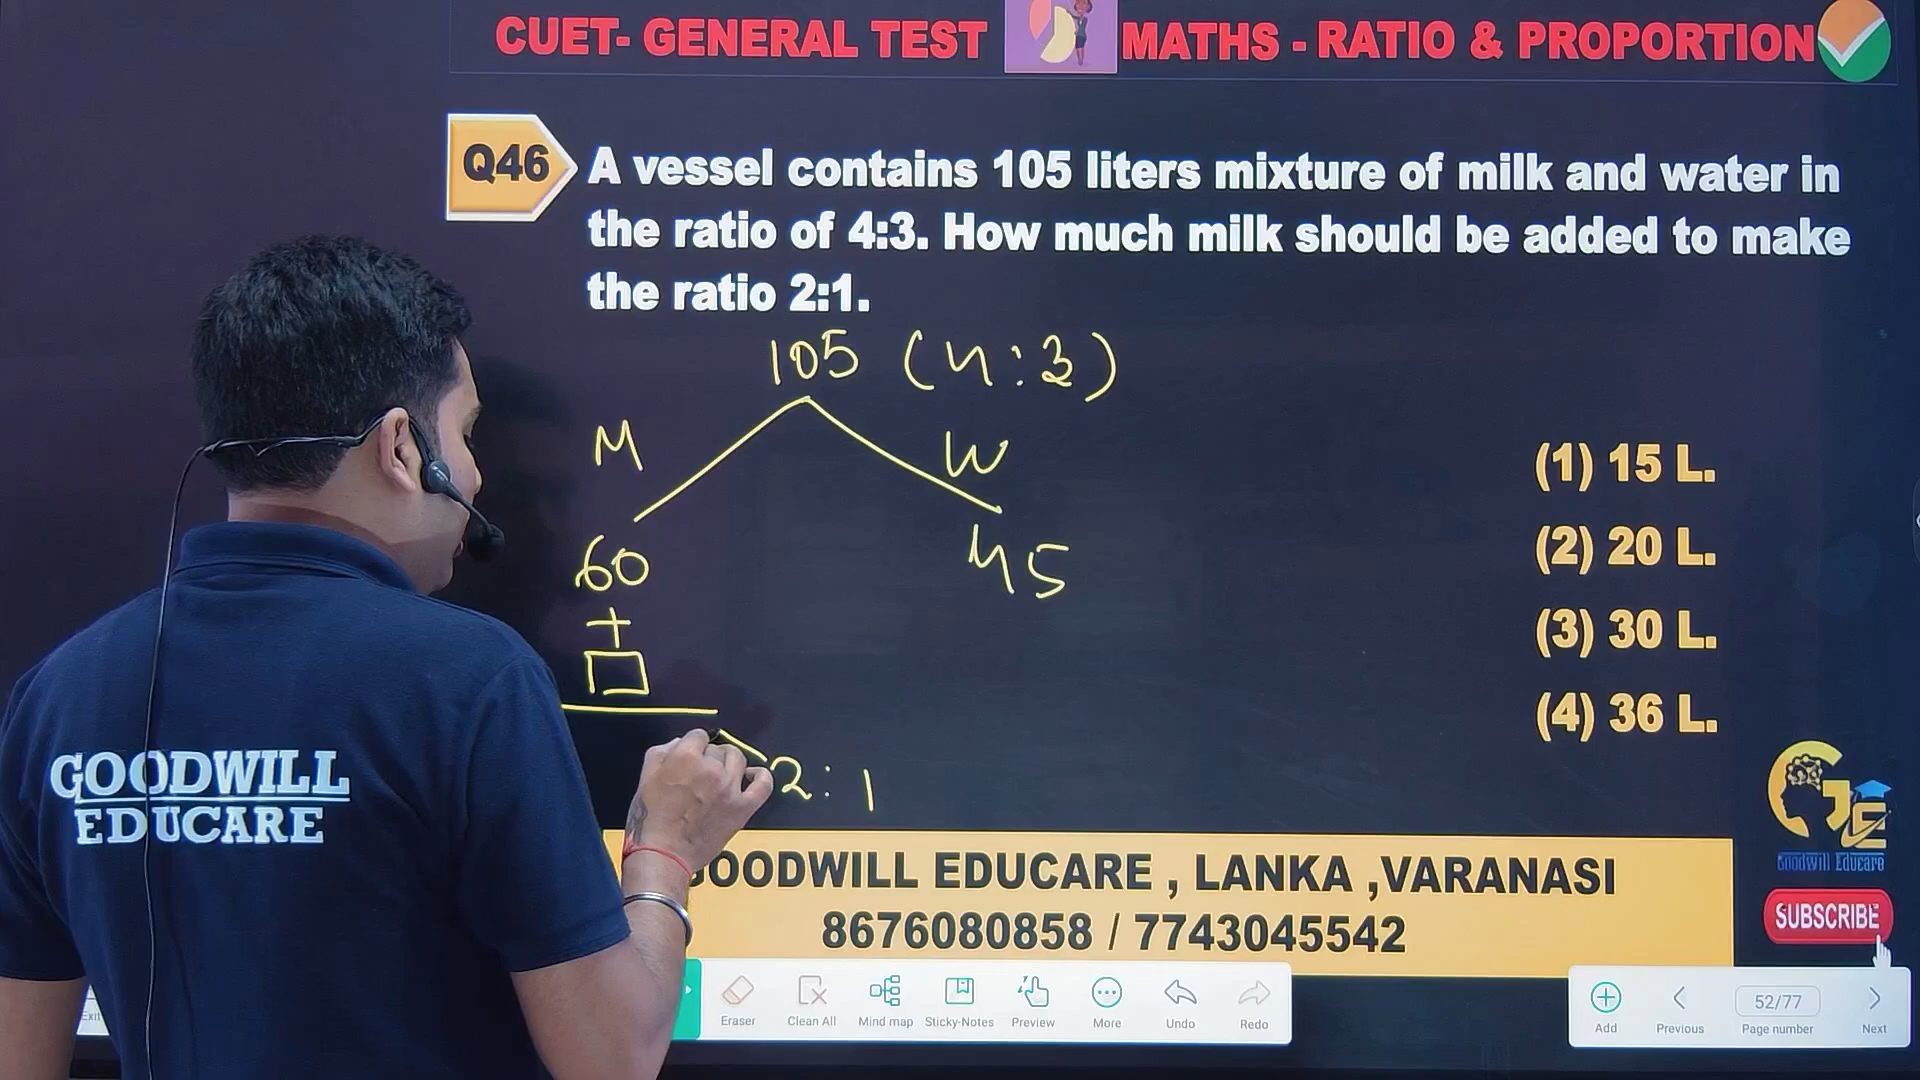 CUET- GENERAL TEST MATHS - RATIO & PROPORTION
Q46 A vessel contains 105 liters mixture of milk and water in
the ratio of 4:3. How much milk should be added to make
the ratio 2:1.
105 (4:3)
M W
60 45
+
2:1
(1) 15 L.
(2) 20 L.
(3) 30 L.
(4) 36 L.
GOODWILL
EDUCARE
GE
Goodwill Educare
GOODWILL EDUCARE , LANKA ,VARANASI
8676080858 / 7743045542
SUBSCRIBE
Exit Eraser Clean All Mind map Sticky-Notes Preview More Undo Redo
Add Previous 52/77 Page number Next